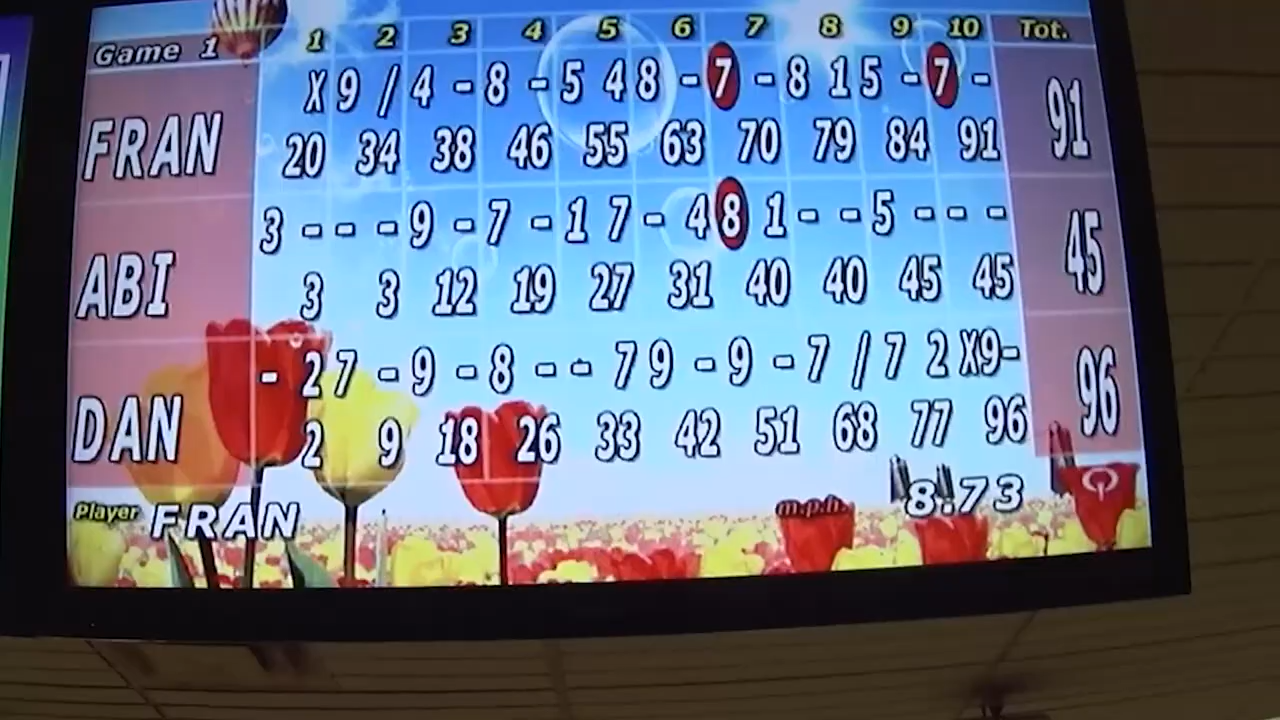 1 2 3 4 5 6 7 8 9 10 Tot.
Game 1
X 9 / 4 - 8 - 5 4 8 - 7 - 8 1 5 - 7 -
FRAN 20 34 38 46 55 63 70 79 84 91 91
3 - - - 9 - 7 - 1 7 - 4 8 1 - - 5 - - -
ABI 3 3 12 19 27 31 40 40 45 45 45
- 2 7 - 9 - 8 - - 7 9 - 9 - 7 / 7 2 X9-
DAN 2 9 18 26 33 42 51 68 77 96 96
Player FRAN m.p.h. 8.73